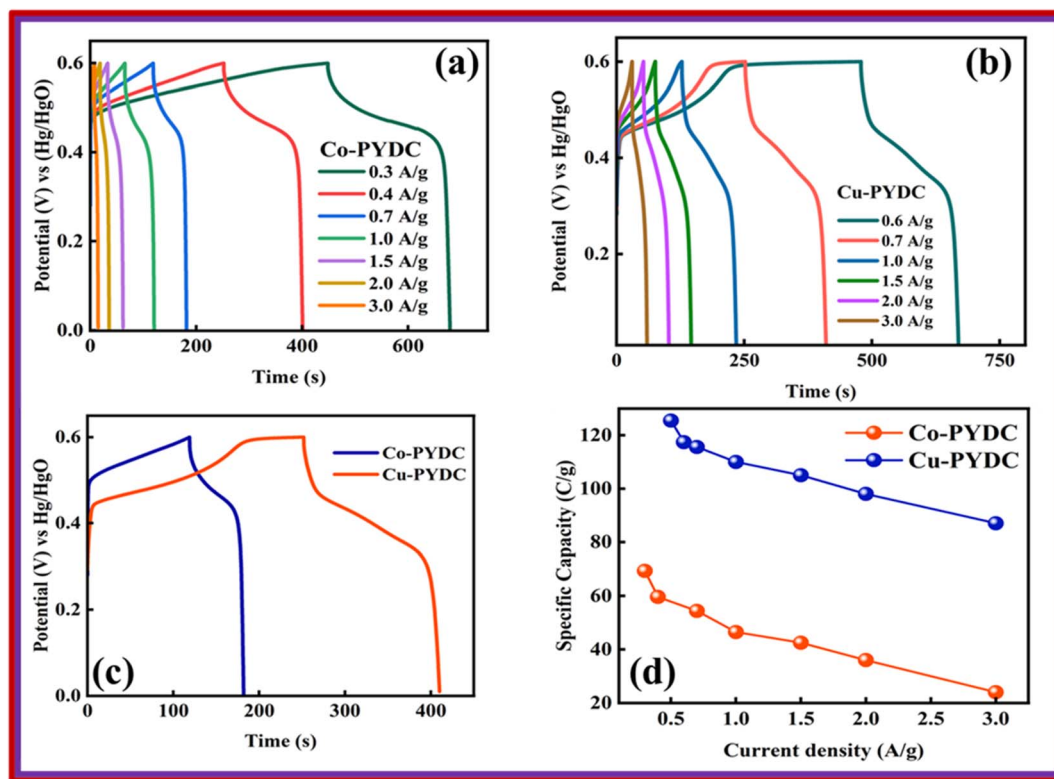 (a)
Potential (V) vs (Hg/HgO)
0.6
0.4
0.2
0.0
Co-PYDC
0.3 A/g
0.4 A/g
0.7 A/g
1.0 A/g
1.5 A/g
2.0 A/g
3.0 A/g
0 200 400 600
Time (s)
(b)
Potential (V) vs Hg/HgO
0.6
0.4
0.2
Cu-PYDC
0.6 A/g
0.7 A/g
1.0 A/g
1.5 A/g
2.0 A/g
3.0 A/g
0 250 500 750
Time (s)
(c)
Potential (V) vs Hg/HgO
0.6
0.4
0.2
0.0
Co-PYDC
Cu-PYDC
0 100 200 300 400
Time (s)
(d)
Specific Capacity (C/g)
120
100
80
60
40
20
Co-PYDC
Cu-PYDC
0.5 1.0 1.5 2.0 2.5 3.0
Current density (A/g)